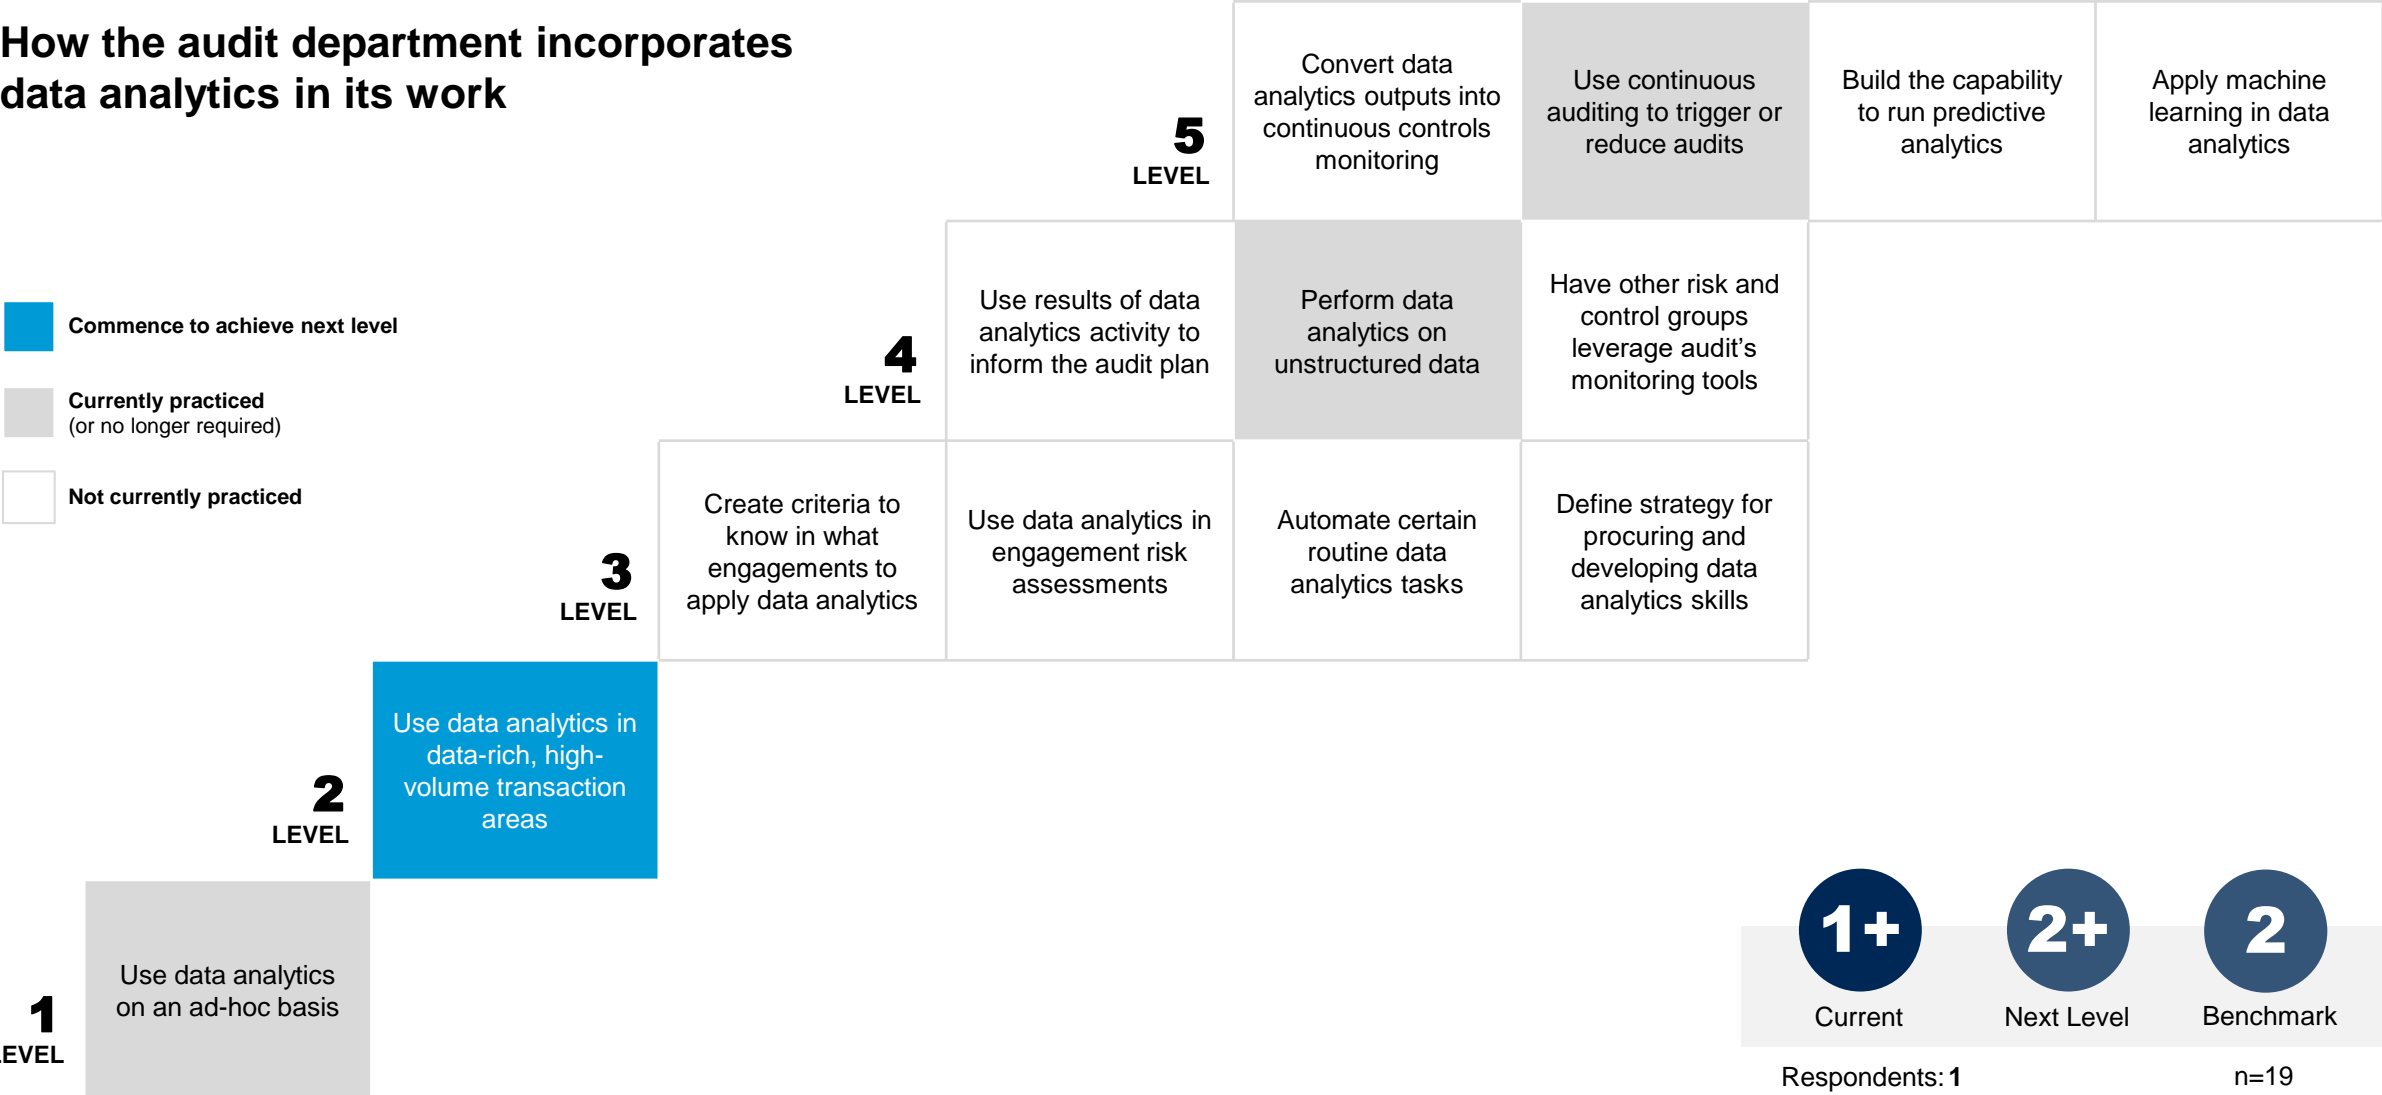 How the audit department incorporates
data analytics in its work
5
LEVEL
Convert data
analytics outputs into
continuous controls
monitoring
Use continuous
auditing to trigger or
reduce audits
Build the capability
to run predictive
analytics
Apply machine
learning in data
analytics
Commence to achieve next level
Currently practiced
(or no longer required)
Not currently practiced
4
LEVEL
Use results of data
analytics activity to
inform the audit plan
Perform data
analytics on
unstructured data
Have other risk and
control groups
leverage audit’s
monitoring tools
3
LEVEL
Create criteria to
know in what
engagements to
apply data analytics
Use data analytics in
engagement risk
assessments
Automate certain
routine data
analytics tasks
Define strategy for
procuring and
developing data
analytics skills
2
LEVEL
Use data analytics in
data-rich, high-
volume transaction
areas
1
LEVEL
Use data analytics
on an ad-hoc basis
1+
Current
2+
Next Level
2
Benchmark
Respondents: 1
n=19